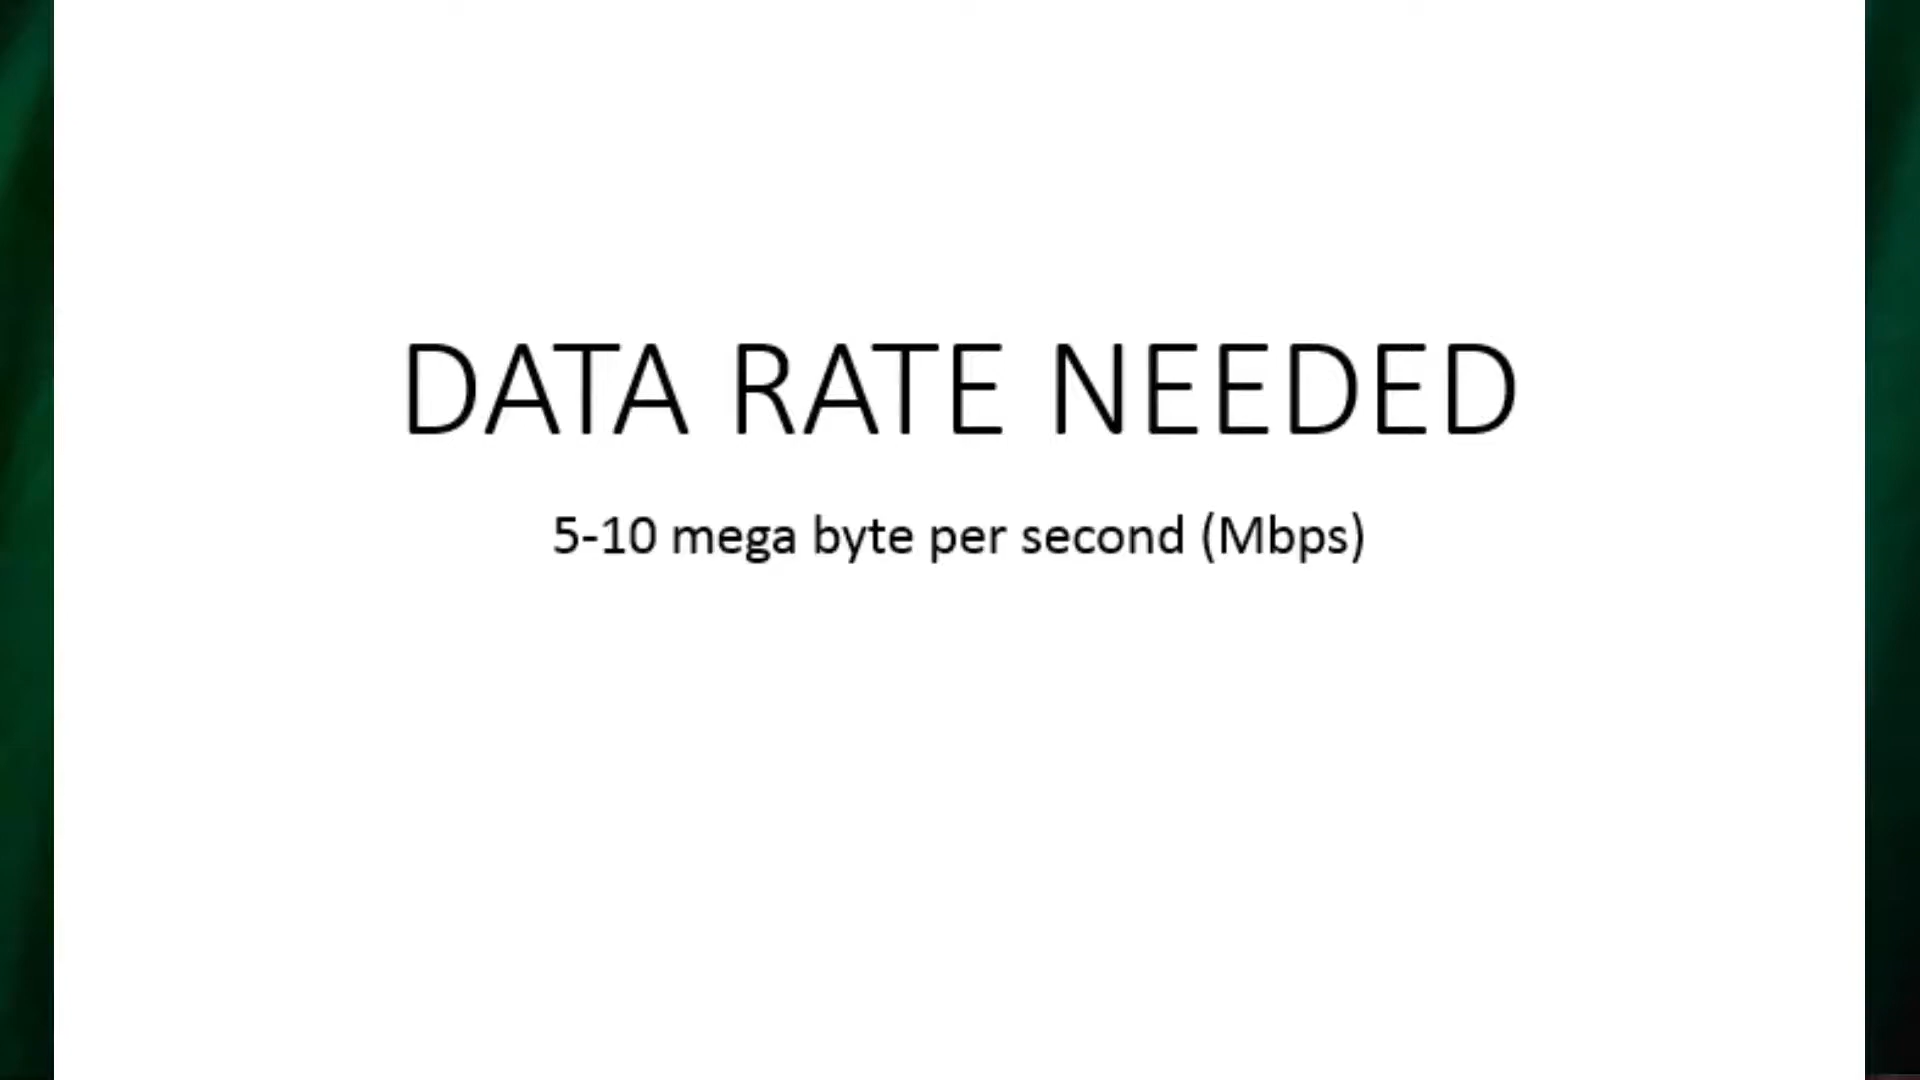 DATA RATE NEEDED
5-10 mega byte per second (Mbps)